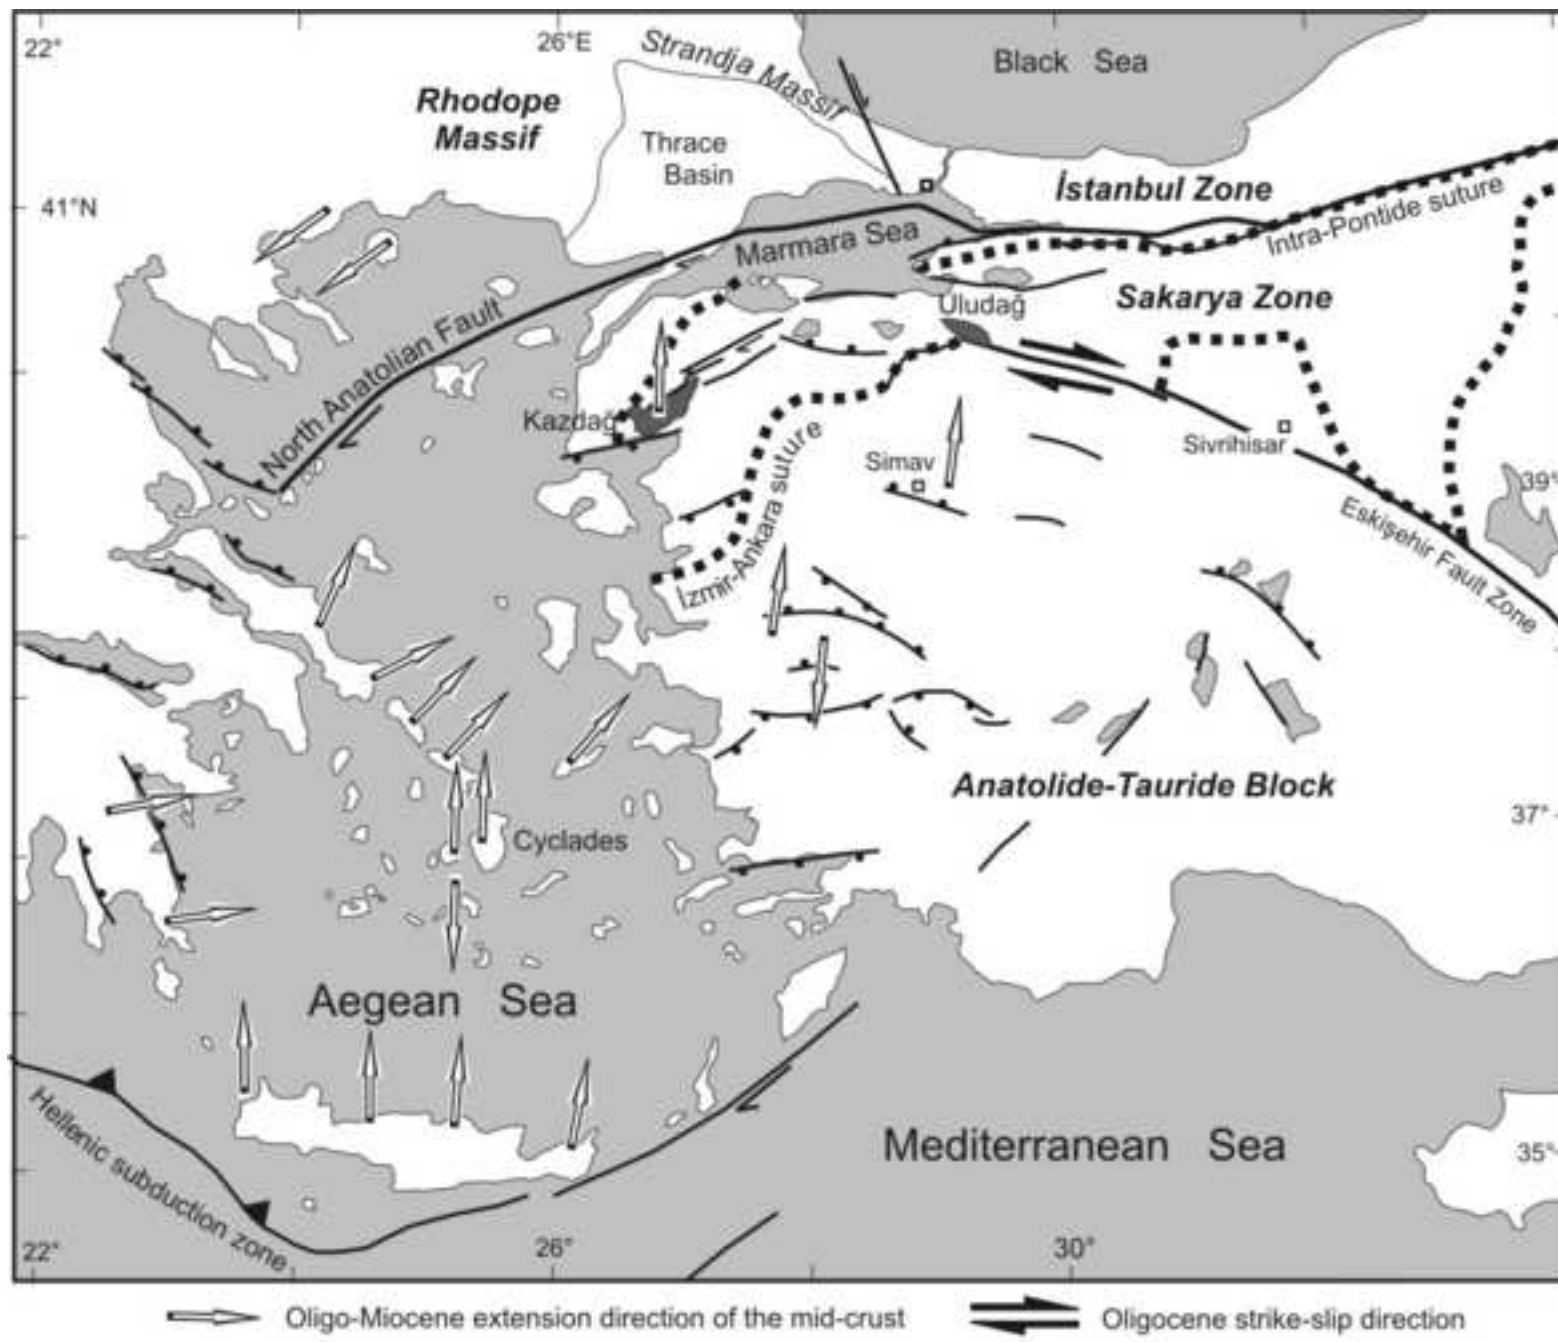 22°
26°E
Strandja Massif
Black Sea
Rhodope
Massif
Thrace
Basin
41°N
İstanbul Zone
Intra-Pontide suture
Marmara Sea
Sakarya Zone
Uludağ
North Anatolian Fault
Kazdağ
Sivrihisar
Simav
39°
İzmir-Ankara suture
Eskişehir Fault Zone
Anatolide-Tauride Block
37°
Cyclades
Aegean Sea
Mediterranean Sea
35°
Hellenic subduction zone
22°
26°
30°
Oligo-Miocene extension direction of the mid-crust
Oligocene strike-slip direction